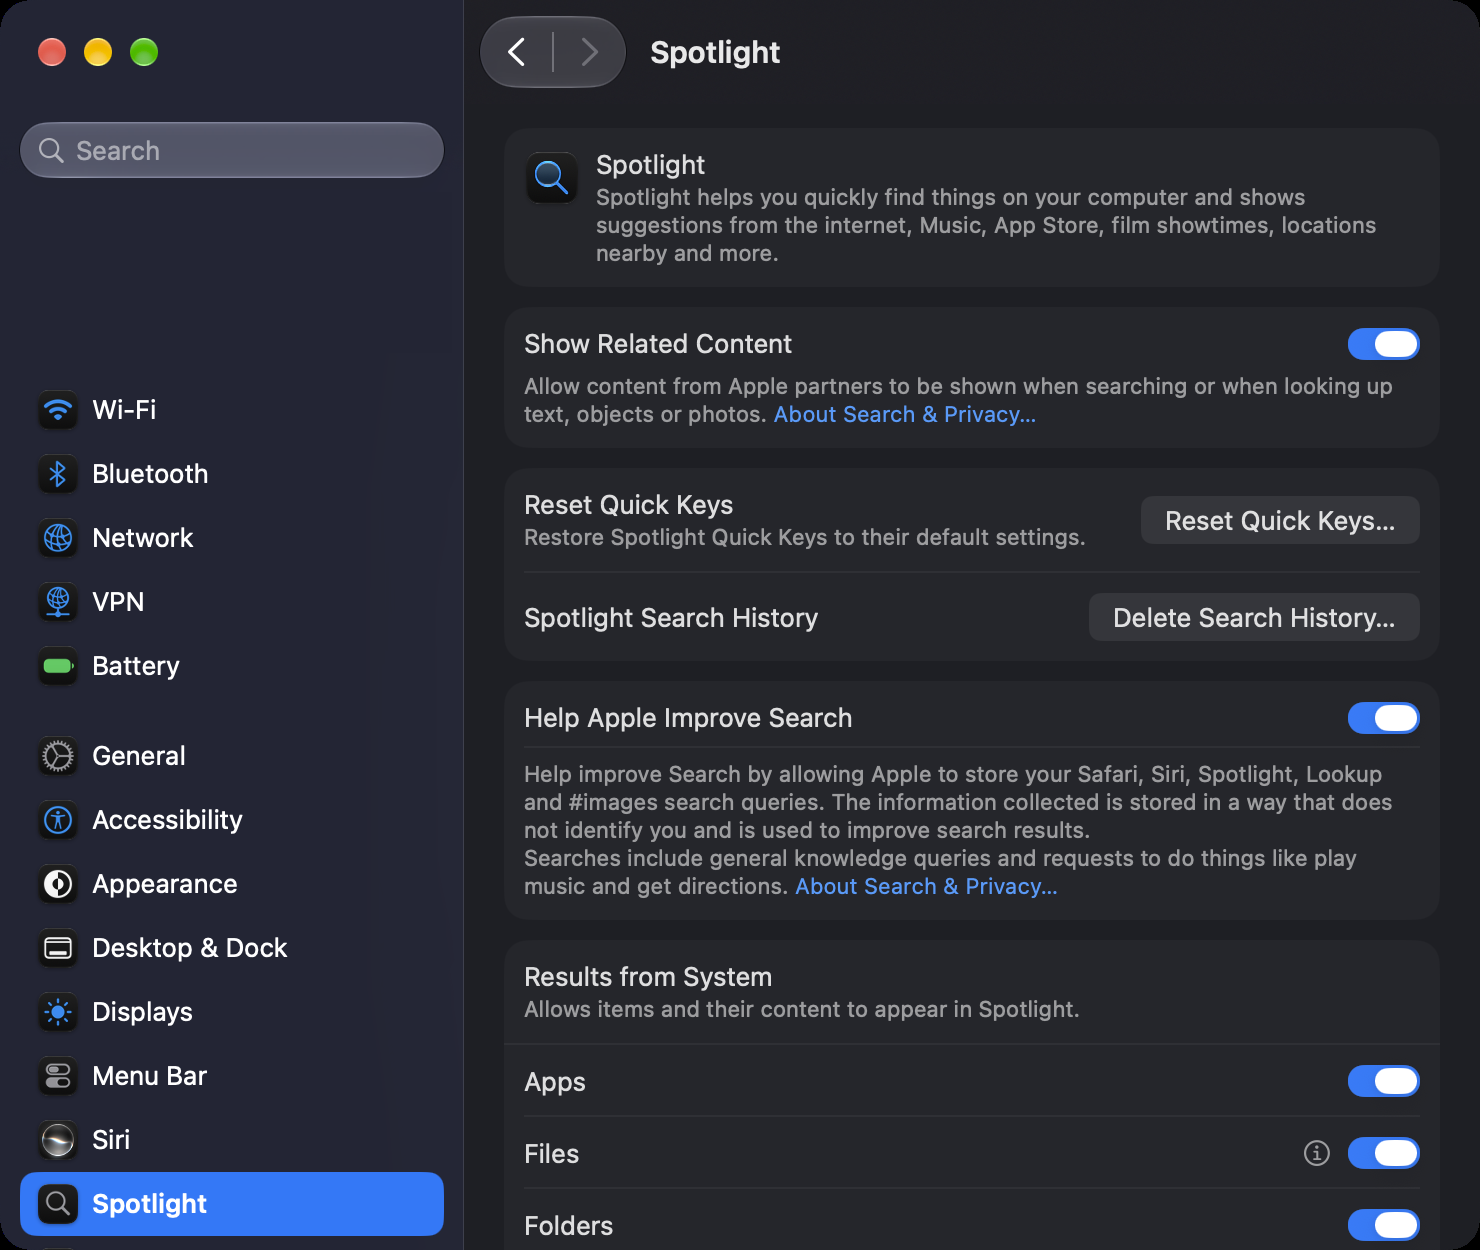 Search
Wi-Fi
Bluetooth
Network
VPN
Battery
General
Accessibility
Appearance
Desktop & Dock
Displays
Menu Bar
Siri
Spotlight
Spotlight
Spotlight
Spotlight helps you quickly find things on your computer and shows
suggestions from the internet, Music, App Store, film showtimes, locations
nearby and more.
Show Related Content
Allow content from Apple partners to be shown when searching or when looking up
text, objects or photos. About Search & Privacy...
Reset Quick Keys
Restore Spotlight Quick Keys to their default settings.
Reset Quick Keys...
Spotlight Search History
Delete Search History...
Help Apple Improve Search
Help improve Search by allowing Apple to store your Safari, Siri, Spotlight, Lookup
and #images search queries. The information collected is stored in a way that does
not identify you and is used to improve search results.
Searches include general knowledge queries and requests to do things like play
music and get directions. About Search & Privacy...
Results from System
Allows items and their content to appear in Spotlight.
Apps
Files
Folders